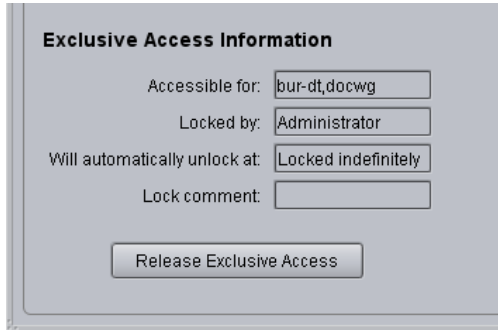 Exclusive Access Information
Accessible for: bur-dt,docwg
Locked by: Administrator
Will automatically unlock at: Locked indefinitely
Lock comment:
Release Exclusive Access